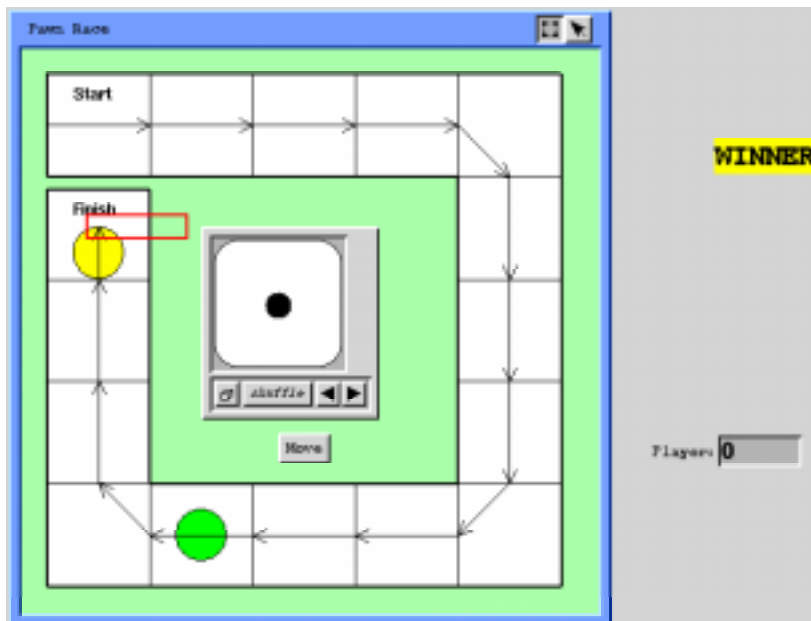 Pawn Race
Start
WINNER
Finish
shuffle
Move
Player: 0